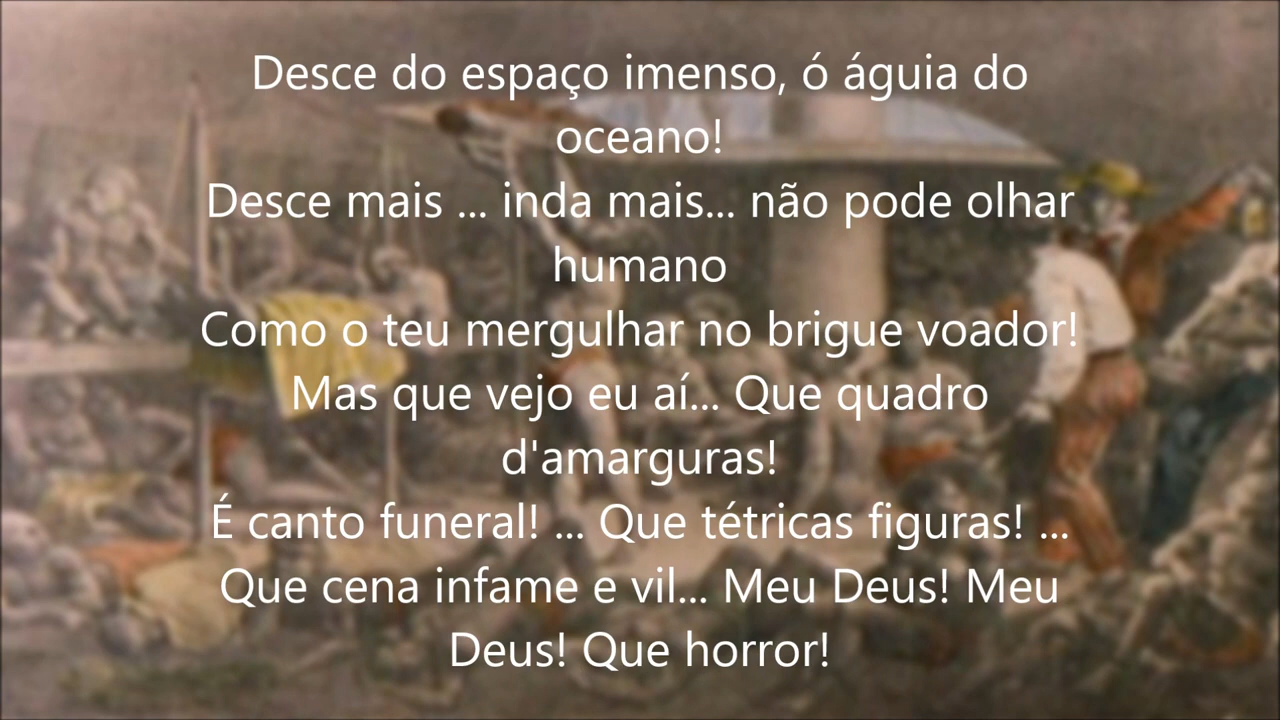 Desce do espaço imenso, ó águia do
oceano!
Desce mais ... inda mais... não pode olhar
humano
Como o teu mergulhar no brigue voador!
Mas que vejo eu aí... Que quadro
d'amarguras!
É canto funeral! ... Que tétricas figuras! ...
Que cena infame e vil... Meu Deus! Meu
Deus! Que horror!